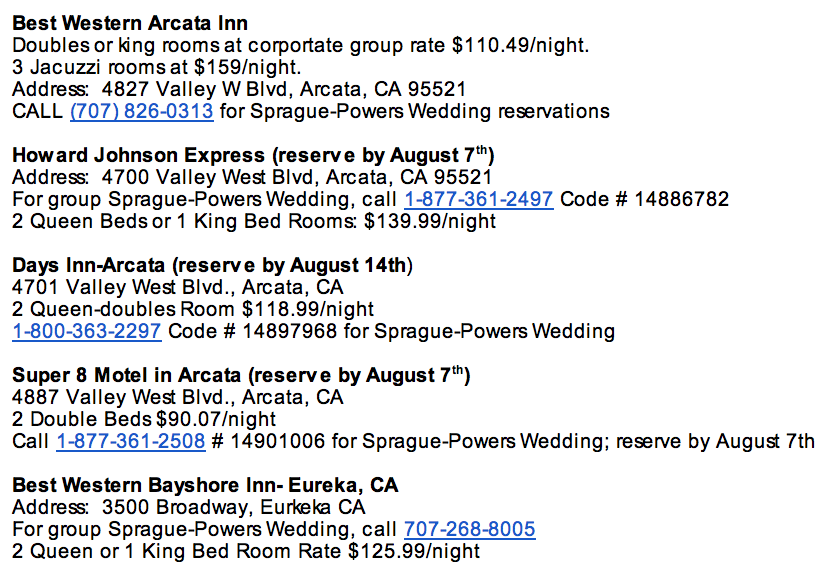 Best Western Arcata Inn
Doubles or king rooms at corportate group rate $110.49/night.
3 Jacuzzi rooms at $159/night.
Address:  4827 Valley W Blvd, Arcata, CA 95521
CALL (707) 826-0313 for Sprague-Powers Wedding reservations
Howard Johnson Express (reserve by August 7th)
Address:  4700 Valley West Blvd, Arcata, CA 95521
For group Sprague-Powers Wedding, call 1-877-361-2497 Code # 14886782
2 Queen Beds or 1 King Bed Rooms: $139.99/night
Days Inn-Arcata (reserve by August 14th)
4701 Valley West Blvd., Arcata, CA
2 Queen-doubles Room $118.99/night
1-800-363-2297 Code # 14897968 for Sprague-Powers Wedding
Super 8 Motel in Arcata (reserve by August 7th)
4887 Valley West Blvd., Arcata, CA
2 Double Beds $90.07/night
Call 1-877-361-2508 # 14901006 for Sprague-Powers Wedding; reserve by August 7th
Best Western Bayshore Inn- Eureka, CA
Address:  3500 Broadway, Eurkeka CA
For group Sprague-Powers Wedding, call 707-268-8005
2 Queen or 1 King Bed Room Rate $125.99/night